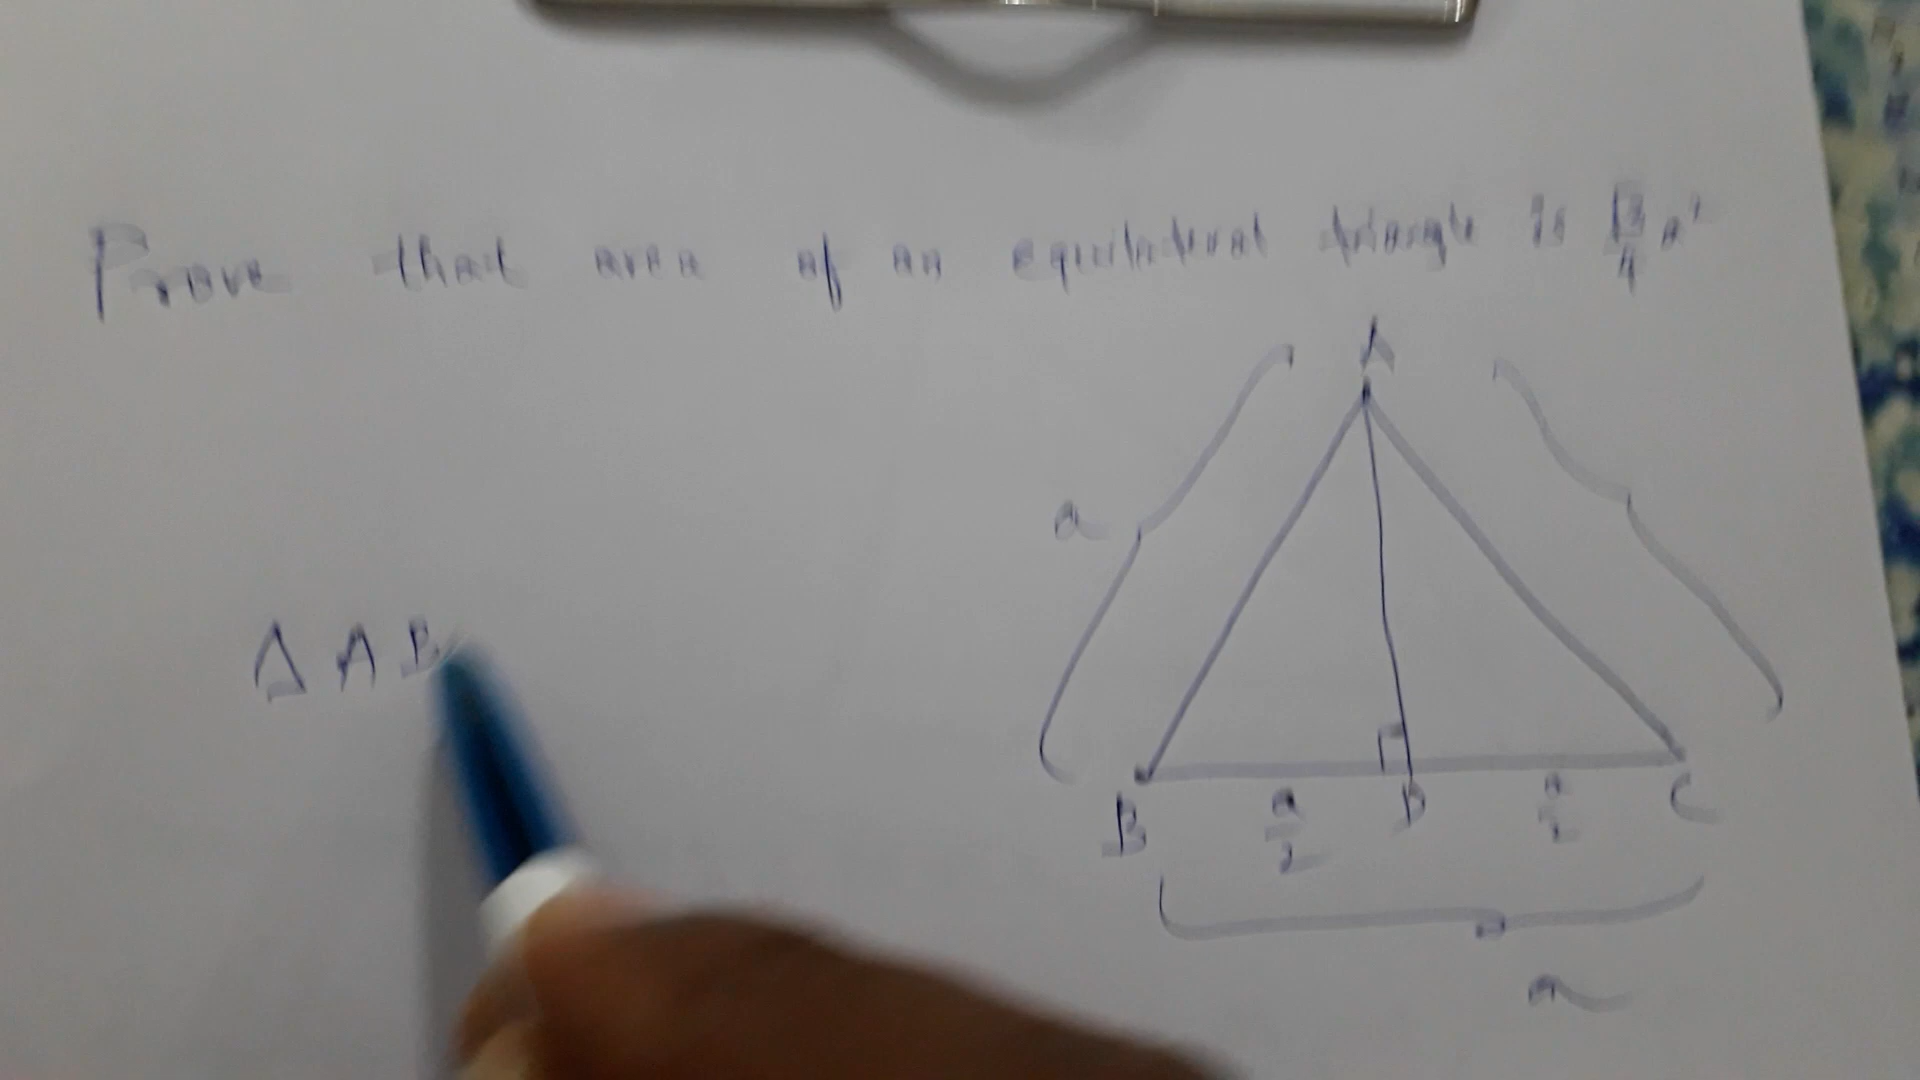 Prove that area of an equilateral triangle is √3/4 a²
A
a
Δ A B
B a/2 D a/2 C
a